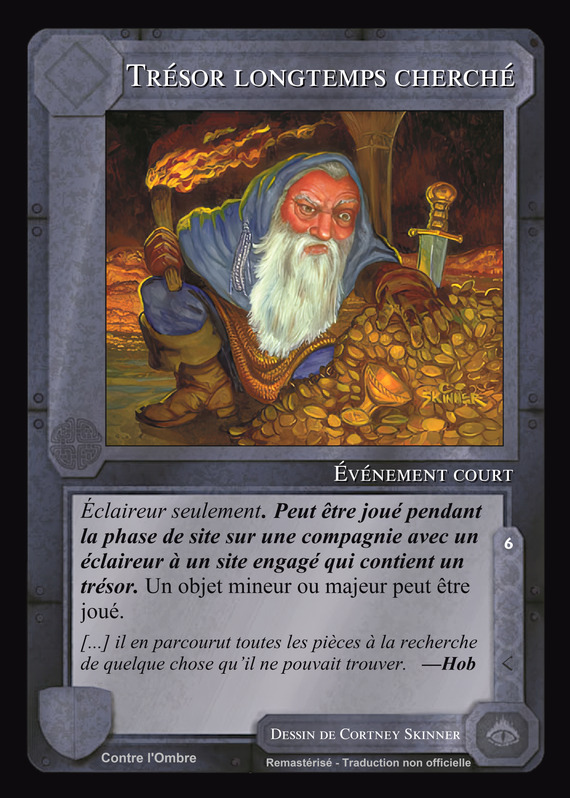 Trésor longtemps cherché
SKINNER
Événement court
Éclaireur seulement. Peut être joué pendant
la phase de site sur une compagnie avec un
éclaireur à un site engagé qui contient un
trésor. Un objet mineur ou majeur peut être
joué.
6
[...] il en parcourut toutes les pièces à la recherche
de quelque chose qu’il ne pouvait trouver. —Hob
Dessin de Cortney Skinner
Contre l'Ombre
Remastérisé - Traduction non officielle